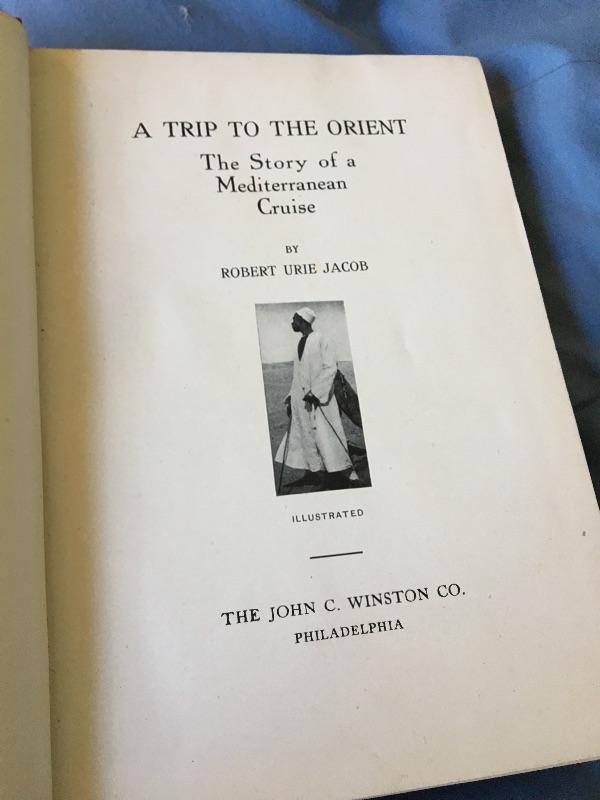 A TRIP TO THE ORIENT
The Story of a
Mediterranean
Cruise
BY
ROBERT URIE JACOB
ILLUSTRATED
THE JOHN C. WINSTON CO.
PHILADELPHIA